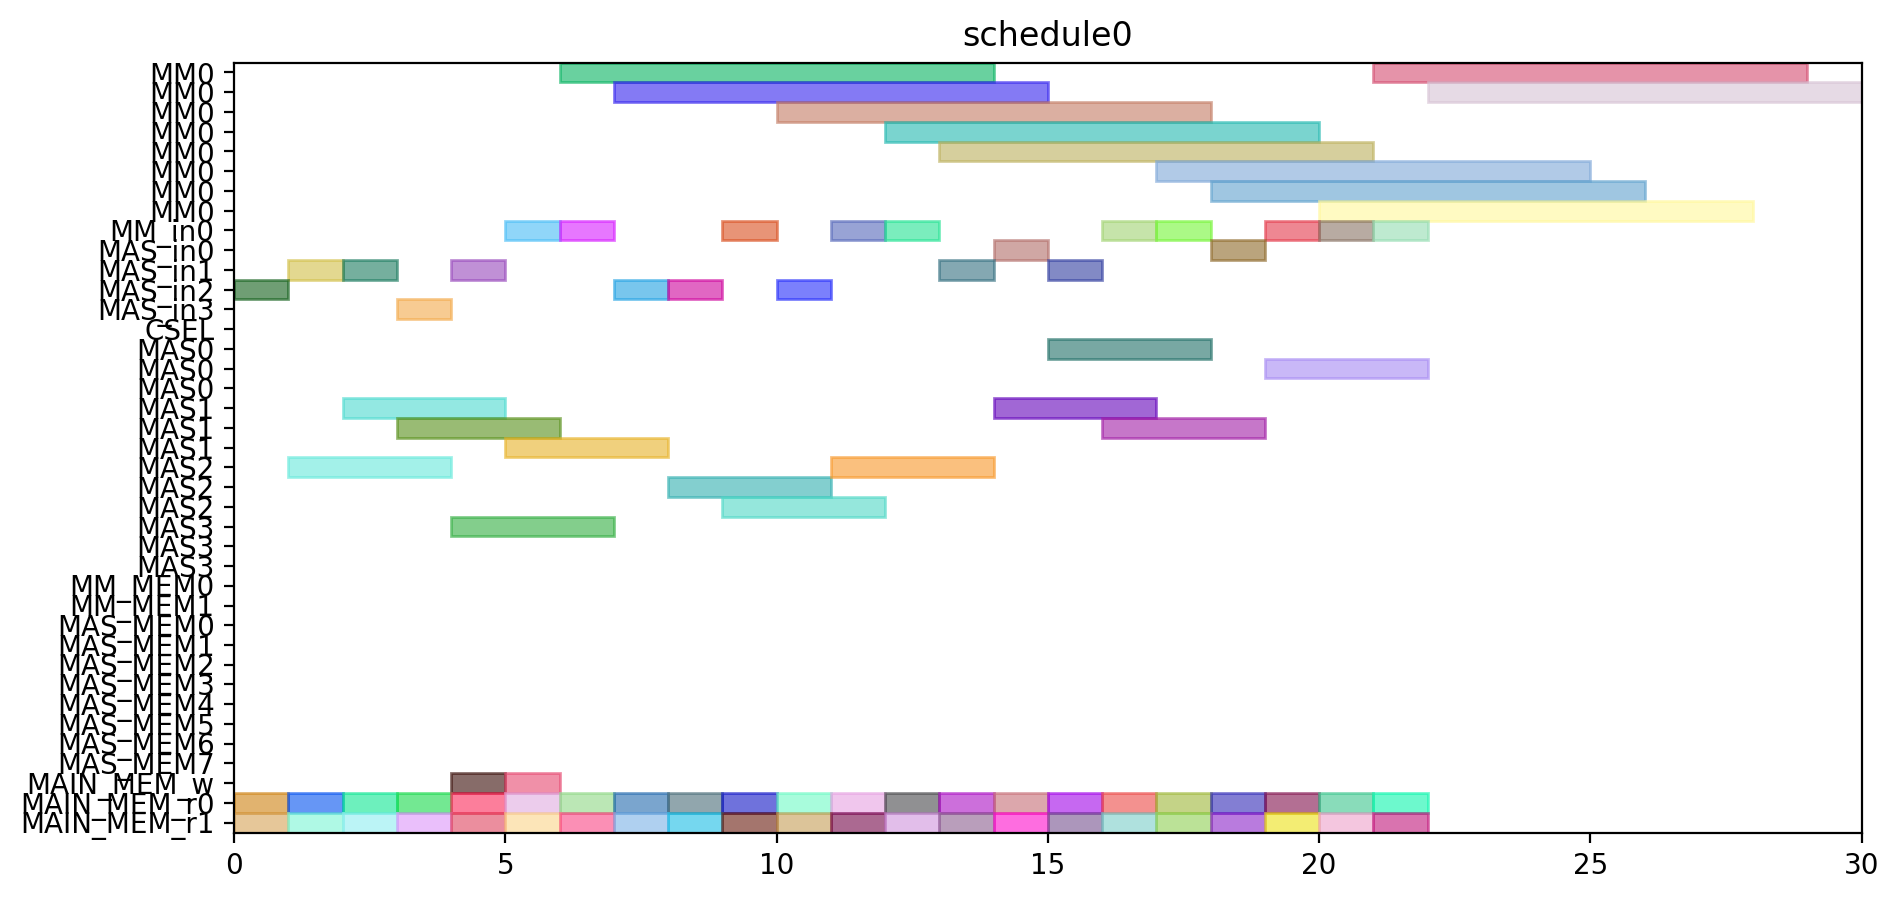 schedule0
MM0
MM0
MM0
MM0
MM0
MM0
MM0
MM0
MM_in0
MAS_in0
MAS_in1
MAS_in2
MAS_in3
CSEL
MAS0
MAS0
MAS0
MAS1
MAS1
MAS1
MAS2
MAS2
MAS2
MAS3
MAS3
MAS3
MM_MEM0
MM_MEM1
MAS_MEM0
MAS_MEM1
MAS_MEM2
MAS_MEM3
MAS_MEM4
MAS_MEM5
MAS_MEM6
MAS_MEM7
MAIN_MEM_w
MAIN_MEM_r0
MAIN_MEM_r1
0 5 10 15 20 25 30